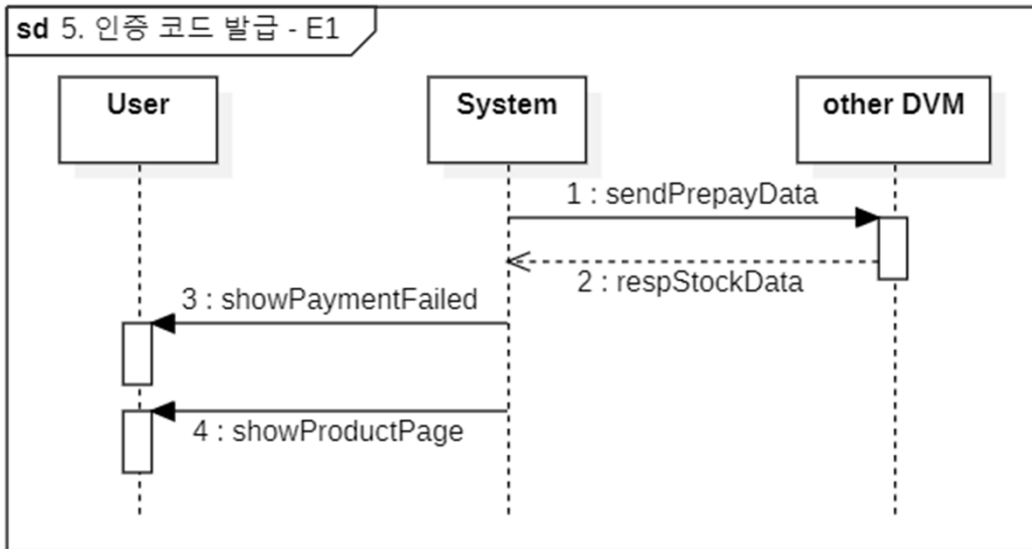 sd 5. 인증 코드 발급 - E1
User
System
other DVM
1 : sendPrepayData
2 : respStockData
3 : showPaymentFailed
4 : showProductPage